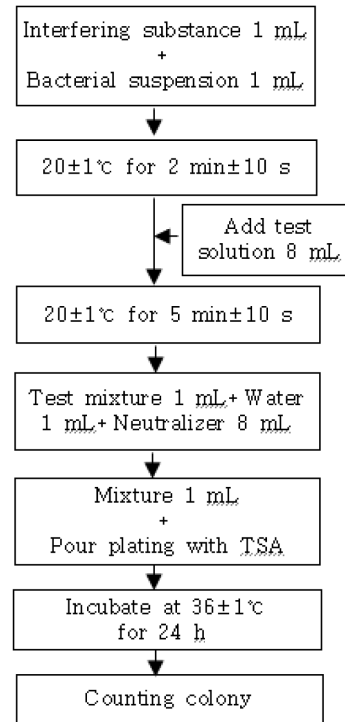 Interfering substance 1 mL
+
Bacterial suspension 1 mL
20±1℃ for 2 min±10 s
Add test
solution 8 mL
20±1℃ for 5 min±10 s
Test mixture 1 mL+ Water
1 mL+ Neutralizer 8 mL
Mixture 1 mL
+
Pour plating with TSA
Incubate at 36±1℃
for 24 h
Counting colony